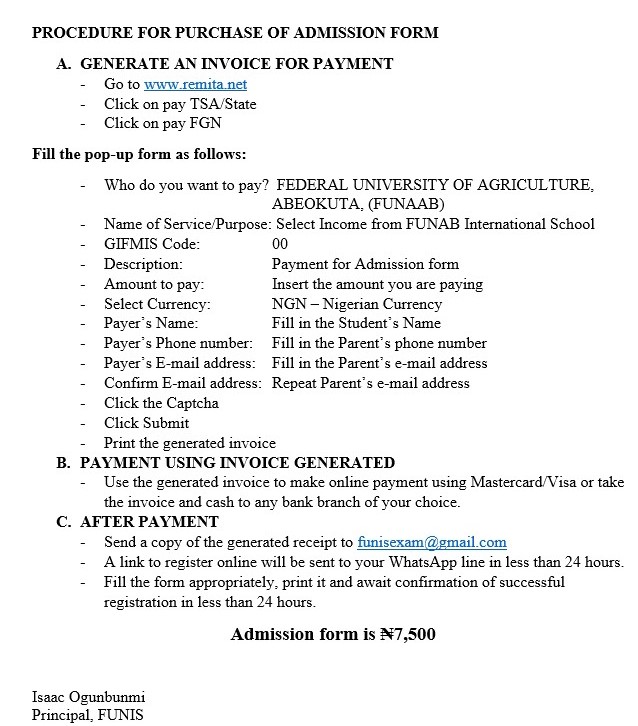 PROCEDURE FOR PURCHASE OF ADMISSION FORM
A. GENERATE AN INVOICE FOR PAYMENT
- Go to www.remita.net
- Click on pay TSA/State
- Click on pay FGN
Fill the pop-up form as follows:
- Who do you want to pay? FEDERAL UNIVERSITY OF AGRICULTURE,
ABEOKUTA, (FUNAAB)
- Name of Service/Purpose: Select Income from FUNAB International School
- GIFMIS Code: 00
- Description: Payment for Admission form
- Amount to pay: Insert the amount you are paying
- Select Currency: NGN – Nigerian Currency
- Payer's Name: Fill in the Student's Name
- Payer's Phone number: Fill in the Parent's phone number
- Payer's E-mail address: Fill in the Parent's e-mail address
- Confirm E-mail address: Repeat Parent's e-mail address
- Click the Captcha
- Click Submit
- Print the generated invoice
B. PAYMENT USING INVOICE GENERATED
- Use the generated invoice to make online payment using Mastercard/Visa or take
the invoice and cash to any bank branch of your choice.
C. AFTER PAYMENT
- Send a copy of the generated receipt to funisexam@gmail.com
- A link to register online will be sent to your WhatsApp line in less than 24 hours.
- Fill the form appropriately, print it and await confirmation of successful
registration in less than 24 hours.
Admission form is ₦7,500
Isaac Ogunbunmi
Principal, FUNIS